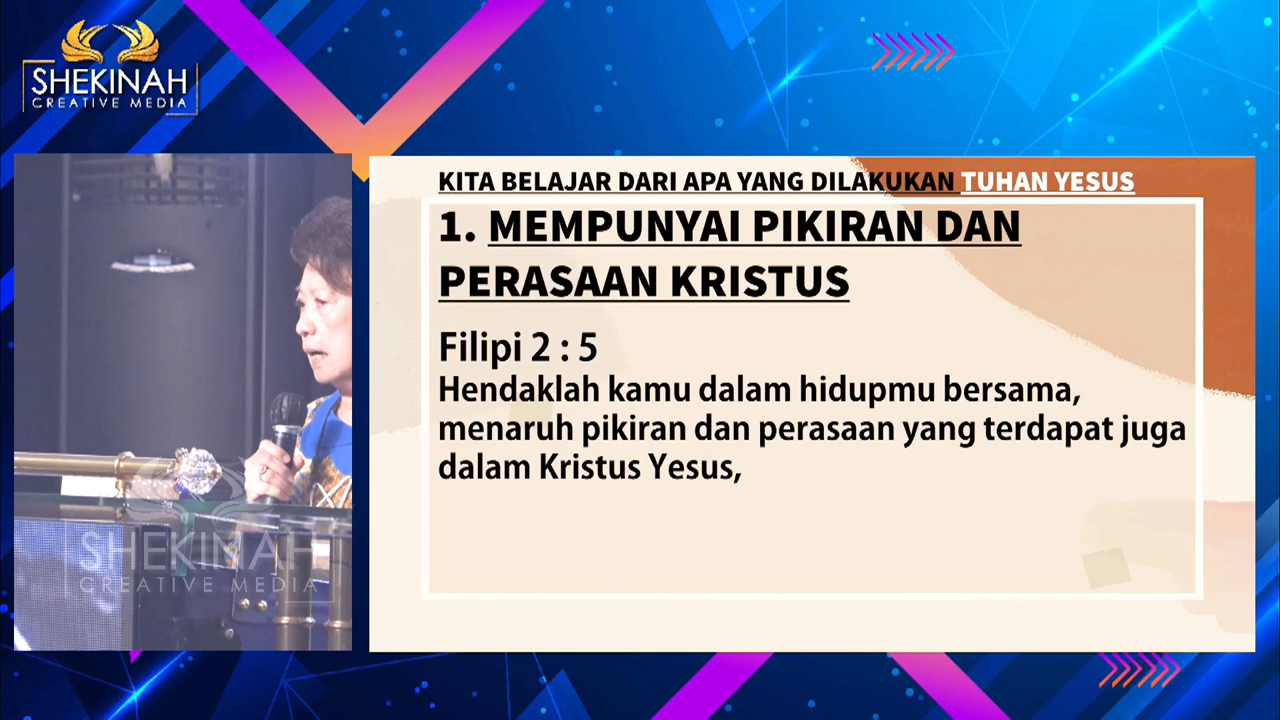 SHEKINAH
CREATIVE MEDIA
KITA BELAJAR DARI APA YANG DILAKUKAN TUHAN YESUS
1. MEMPUNYAI PIKIRAN DAN
PERASAAN KRISTUS
Filipi 2 : 5
Hendaklah kamu dalam hidupmu bersama,
menaruh pikiran dan perasaan yang terdapat juga
dalam Kristus Yesus,
SHEKINAH
CREATIVE MEDIA